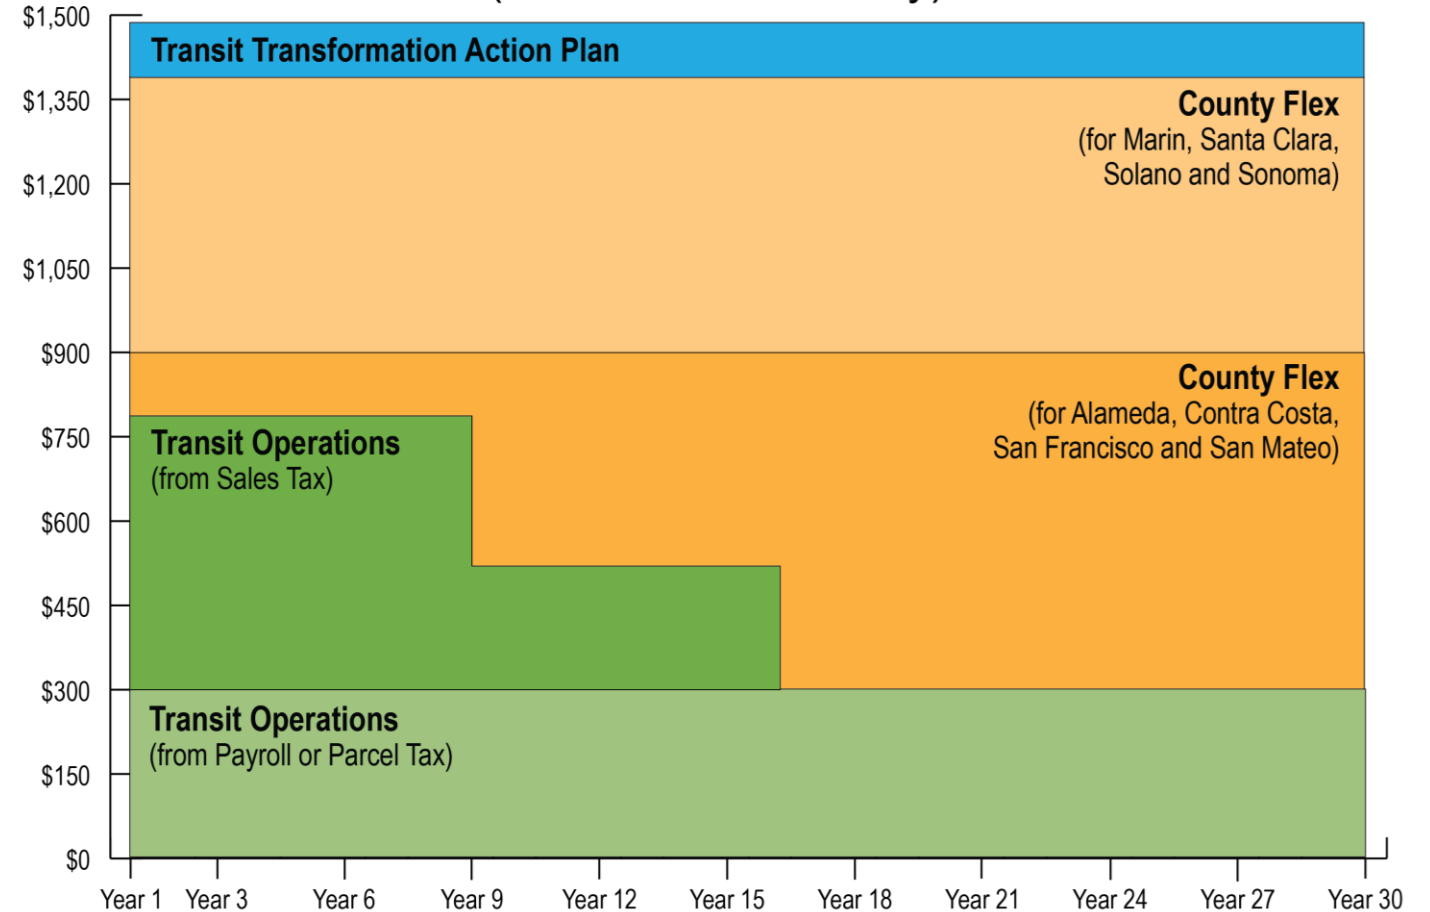 $1,500
Transit Transformation Action Plan
$1,350
County Flex
(for Marin, Santa Clara,
Solano and Sonoma)
$1,200
$1,050
$900
County Flex
(for Alameda, Contra Costa,
San Francisco and San Mateo)
$750
Transit Operations
(from Sales Tax)
$600
$450
$300
Transit Operations
(from Payroll or Parcel Tax)
$150
$0
Year 1 Year 3 Year 6 Year 9 Year 12 Year 15 Year 18 Year 21 Year 24 Year 27 Year 30